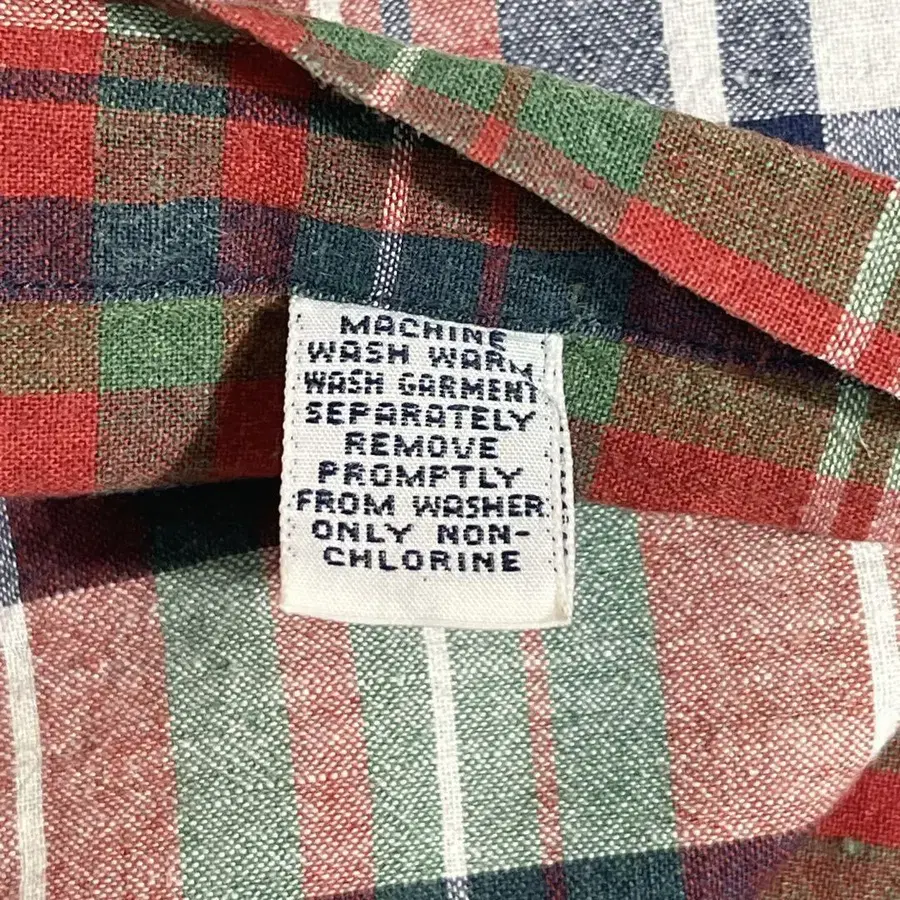 MACHINE
WASH WARM
WASH GARMENT
SEPARATELY
REMOVE
PROMPTLY
FROM WASHER
ONLY NON-
CHLORINE